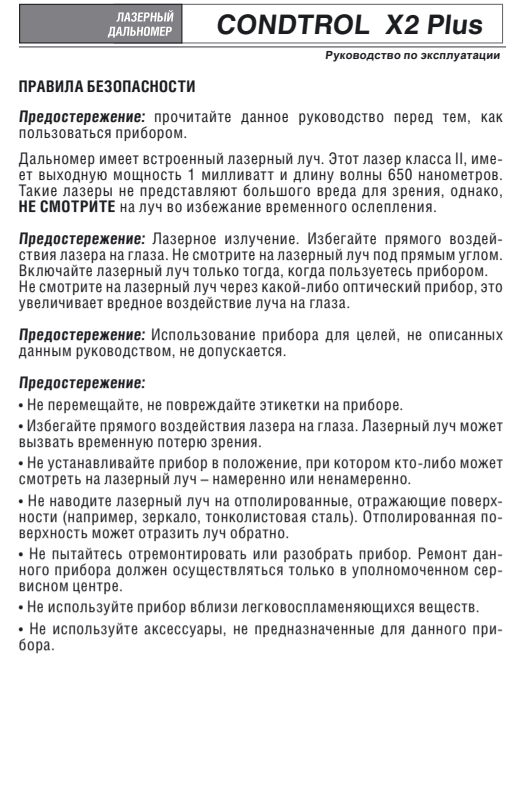 ЛАЗЕРНЫЙ
ДАЛЬНОМЕР
CONDTROL X2 Plus
Руководство по эксплуатации
ПРАВИЛА БЕЗОПАСНОСТИ
Предостережение: прочитайте данное руководство перед тем, как
пользоваться прибором.
Дальномер имеет встроенный лазерный луч. Этот лазер класса II, име-
ет выходную мощность 1 милливатт и длину волны 650 нанометров.
Такие лазеры не представляют большого вреда для зрения, однако,
НЕ СМОТРИТЕ на луч во избежание временного ослепления.
Предостережение: Лазерное излучение. Избегайте прямого воздей-
ствия лазера на глаза. Не смотрите на лазерный луч под прямым углом.
Включайте лазерный луч только тогда, когда пользуетесь прибором.
Не смотрите на лазерный луч через какой-либо оптический прибор, это
увеличивает вредное воздействие луча на глаза.
Предостережение: Использование прибора для целей, не описанных
данным руководством, не допускается.
Предостережение:
• Не перемещайте, не повреждайте этикетки на приборе.
• Избегайте прямого воздействия лазера на глаза. Лазерный луч может
вызвать временную потерю зрения.
• Не устанавливайте прибор в положение, при котором кто-либо может
смотреть на лазерный луч – намеренно или ненамеренно.
• Не наводите лазерный луч на отполированные, отражающие поверх-
ности (например, зеркало, тонколистовая сталь). Отполированная по-
верхность может отразить луч обратно.
• Не пытайтесь отремонтировать или разобрать прибор. Ремонт дан-
ного прибора должен осуществляться только в уполномоченном сер-
висном центре.
• Не используйте прибор вблизи легковоспламеняющихся веществ.
• Не используйте аксессуары, не предназначенные для данного при-
бора.